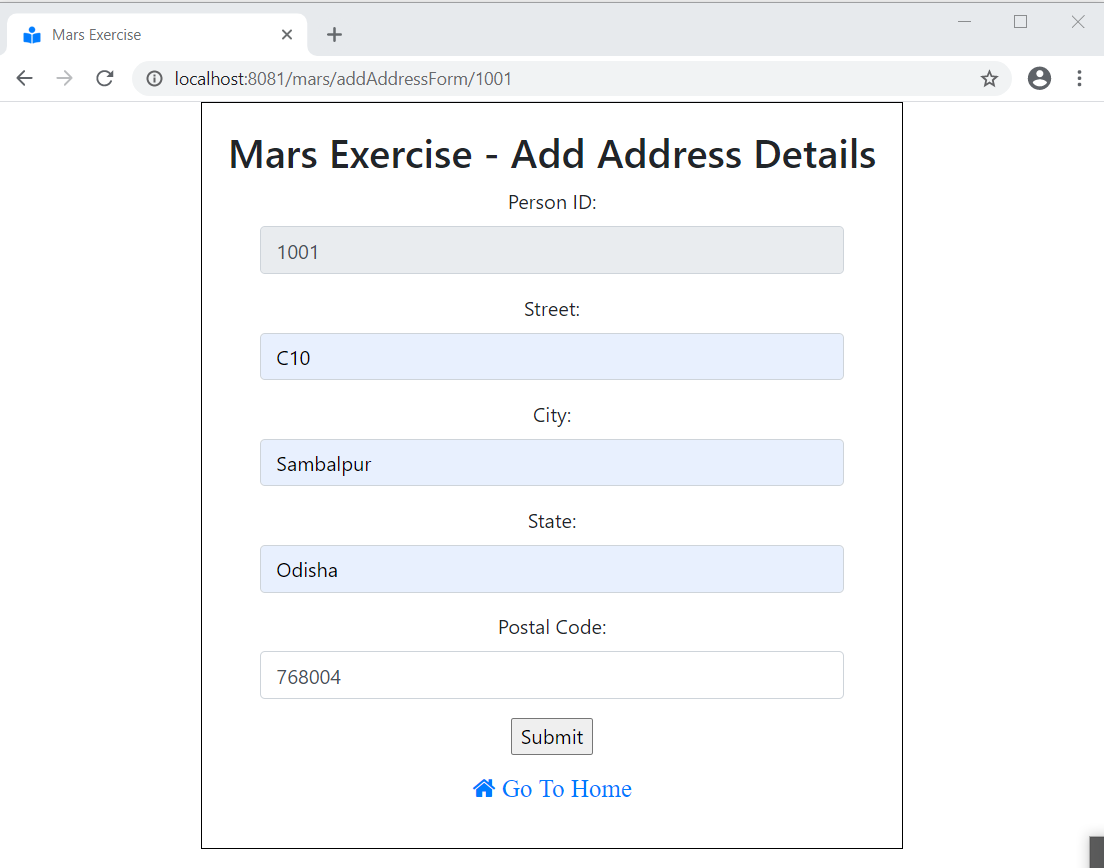 Mars Exercise
localhost:8081/mars/addAddressForm/1001
Mars Exercise - Add Address Details
Person ID:
1001
Street:
C10
City:
Sambalpur
State:
Odisha
Postal Code:
768004
Submit
Go To Home